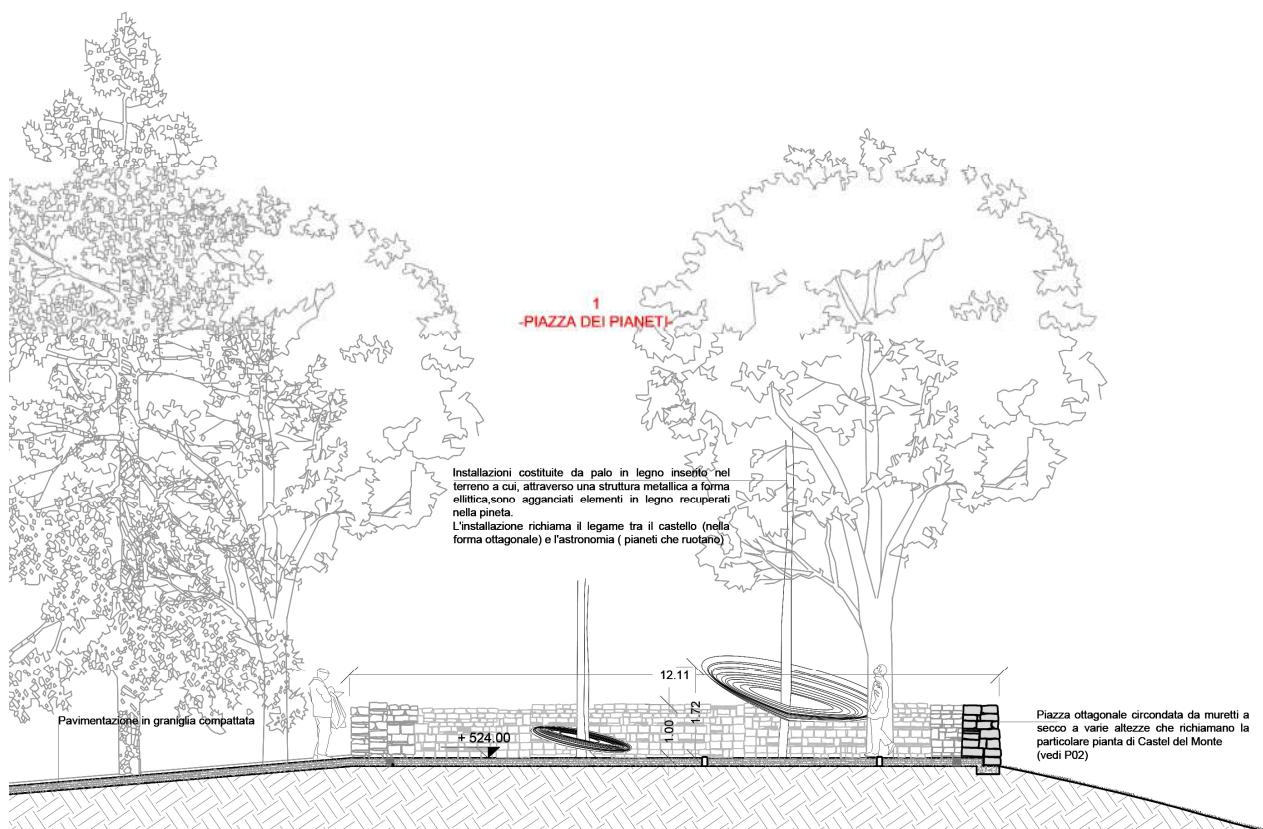 1
-PIAZZA DEI PIANETI-
Installazioni costituite da palo in legno inserito nel
terreno a cui, attraverso una struttura metallica a forma
ellittica,sono agganciati elementi in legno recuperati
nella pineta.
L'installazione richiama il legame tra il castello (nella
forma ottagonale) e l'astronomia ( pianeti che ruotano)
12.11
1.72
1.00
+ 524.00
Pavimentazione in graniglia compattata
Piazza ottagonale circondata da muretti a
secco a varie altezze che richiamano la
particolare pianta di Castel del Monte
(vedi P02)